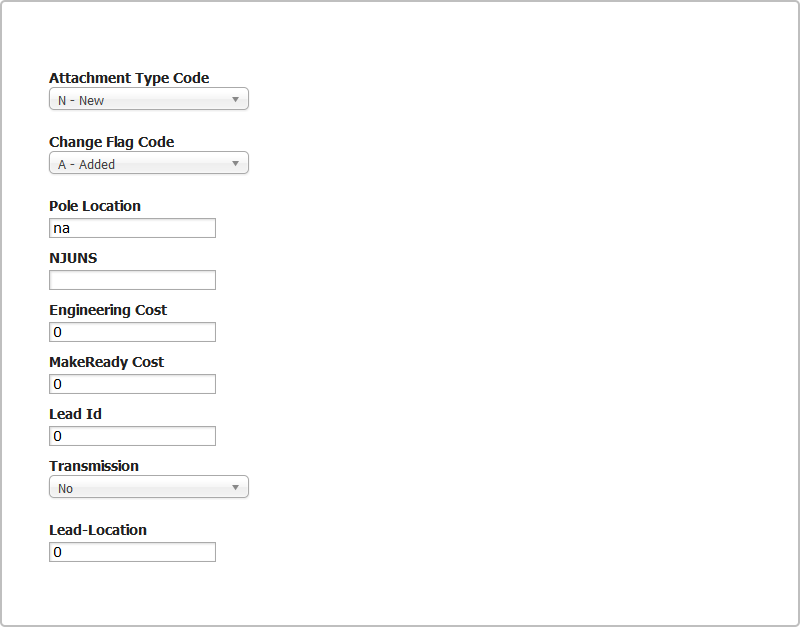 Attachment Type Code
N - New
Change Flag Code
A - Added
Pole Location
na
NJUNS
Engineering Cost
0
MakeReady Cost
0
Lead Id
0
Transmission
No
Lead-Location
0